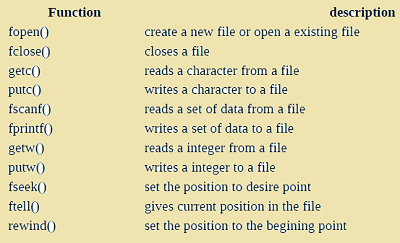 Function description
fopen() create a new file or open a existing file
fclose() closes a file
getc() reads a character from a file
putc() writes a character to a file
fscanf() reads a set of data from a file
fprintf() writes a set of data to a file
getw() reads a integer from a file
putw() writes a integer to a file
fseek() set the position to desire point
ftell() gives current position in the file
rewind() set the position to the begining point